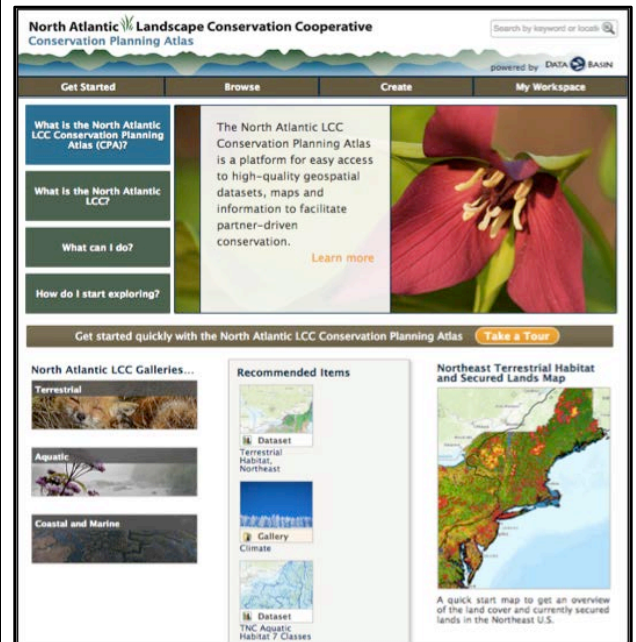 North Atlantic Landscape Conservation Cooperative
Conservation Planning Atlas
Search by keyword or locati
powered by DATA BASIN
Get Started
Browse
Create
My Workspace
What is the North Atlantic
LCC Conservation Planning
Atlas (CPA)?
What is the North Atlantic
LCC?
What can I do?
How do I start exploring?
The North Atlantic LCC
Conservation Planning Atlas
is a platform for easy access
to high-quality geospatial
datasets, maps and
information to facilitate
partner-driven
conservation.
Learn more
Get started quickly with the North Atlantic LCC Conservation Planning Atlas
Take a Tour
North Atlantic LCC Galleries...
Terrestrial
Aquatic
Coastal and Marine
Recommended Items
Dataset
Terrestrial
Habitat,
Northeast
Gallery
Climate
Dataset
TNC Aquatic
Habitat 7 Classes
Northeast Terrestrial Habitat
and Secured Lands Map
A quick start map to get an overview
of the land cover and currently secured
lands in the Northeast U.S.